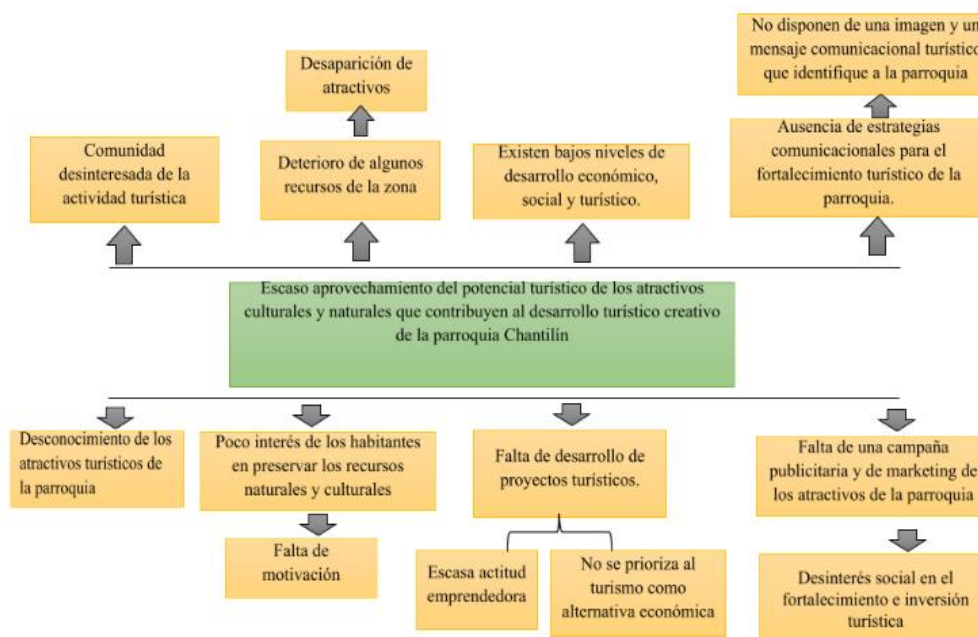 No disponen de una imagen y un
mensaje comunicacional turístico
que identifique a la parroquia
Desaparición de
atractivos
Comunidad
desinteresada de la
actividad turística
Deterioro de algunos
recursos de la zona
Existen bajos niveles de
desarrollo económico,
social y turístico.
Ausencia de estrategias
comunicacionales para el
fortalecimiento turístico de la
parroquia.
Escaso aprovechamiento del potencial turístico de los atractivos
culturales y naturales que contribuyen al desarrollo turístico creativo
de la parroquia Chantilín
Desconocimiento de los
atractivos turísticos de
la parroquia
Poco interés de los habitantes
en preservar los recursos
naturales y culturales
Falta de desarrollo de
proyectos turísticos.
Falta de una campaña
publicitaria y de marketing de
los atractivos de la parroquia
Falta de
motivación
Escasa actitud
emprendedora
No se prioriza al
turismo como
alternativa económica
Desinterés social en el
fortalecimiento e inversión
turística